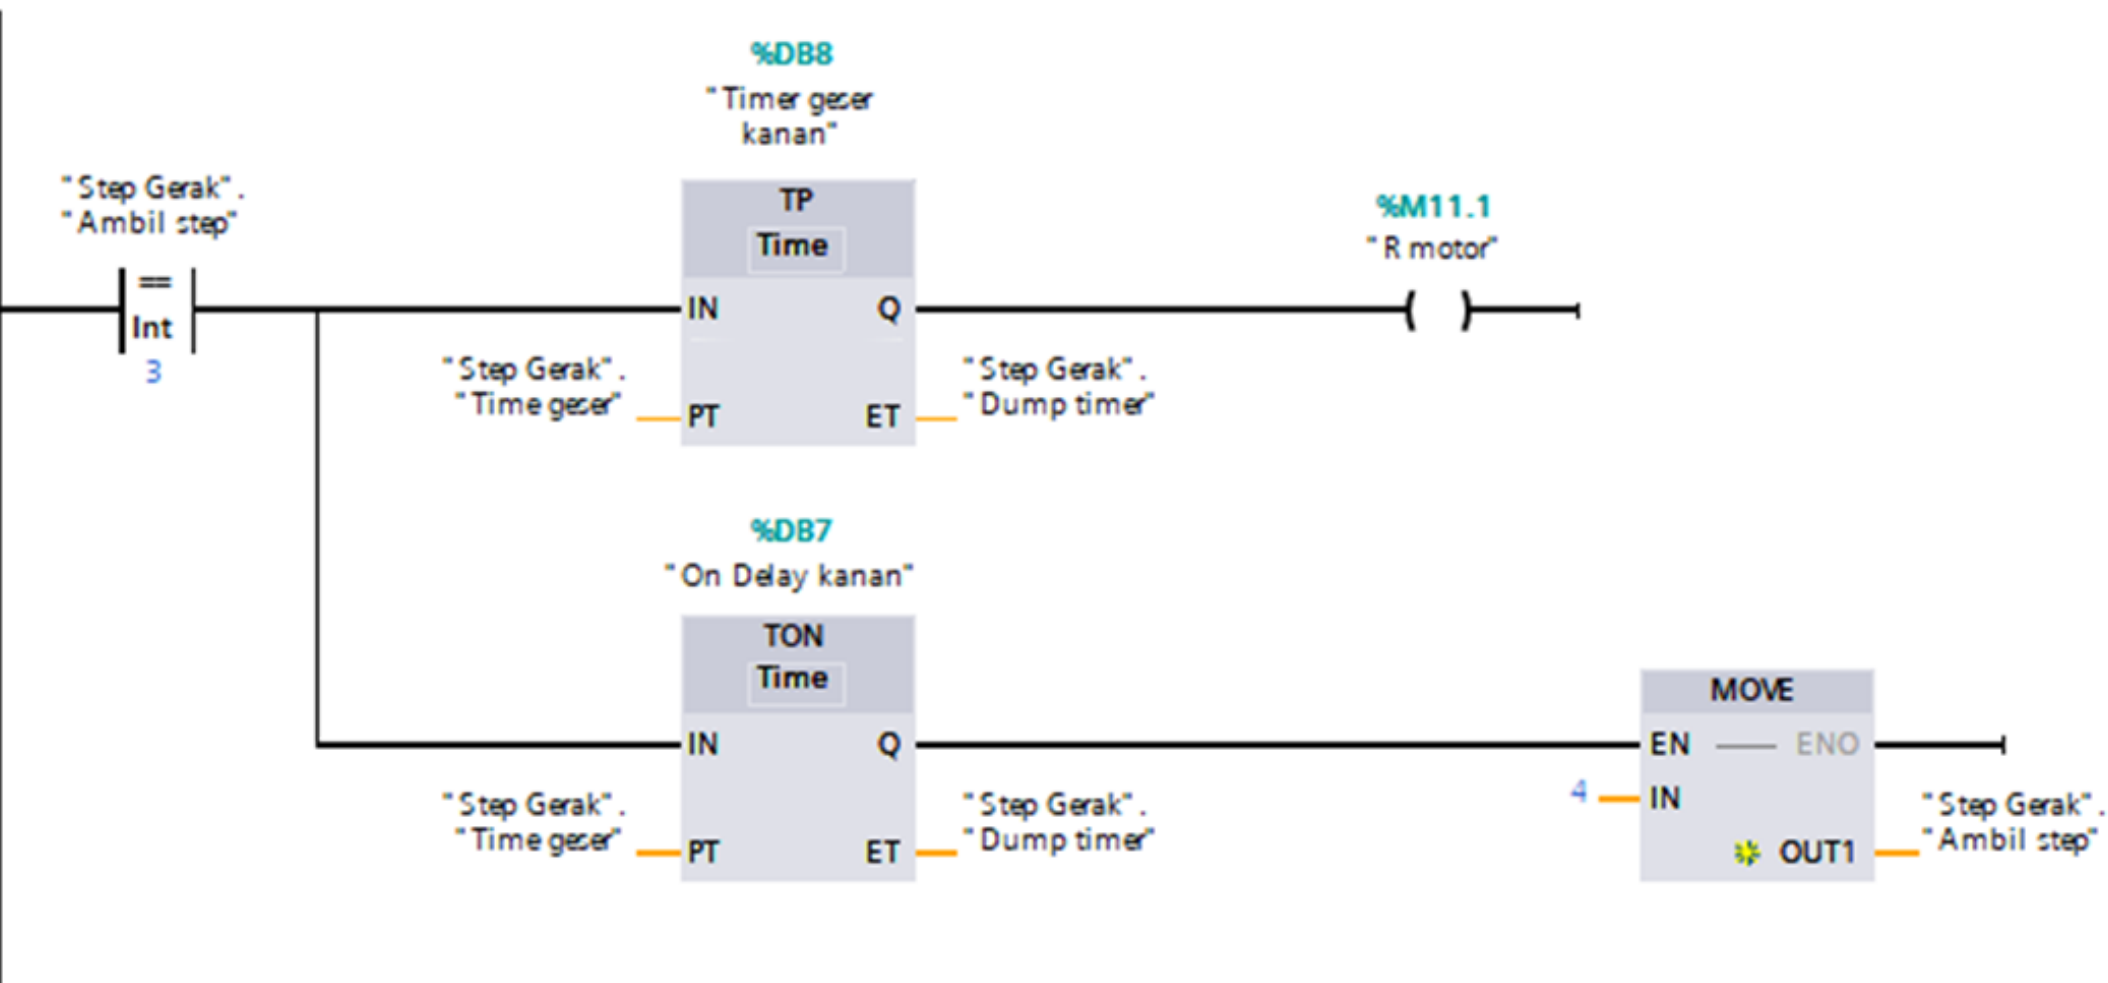 %DB8
"Timer geser
kanan"
"Step Gerak".
"Ambil step"
==
Int
3
TP
Time
IN
Q
"Step Gerak".
"Time geser"
PT
ET
"Step Gerak".
"Dump timer"
%M11.1
"R motor"
( )
%DB7
"On Delay kanan"
TON
Time
IN
Q
"Step Gerak".
"Time geser"
PT
ET
"Step Gerak".
"Dump timer"
MOVE
EN
ENO
4
IN
OUT1
"Step Gerak".
"Ambil step"